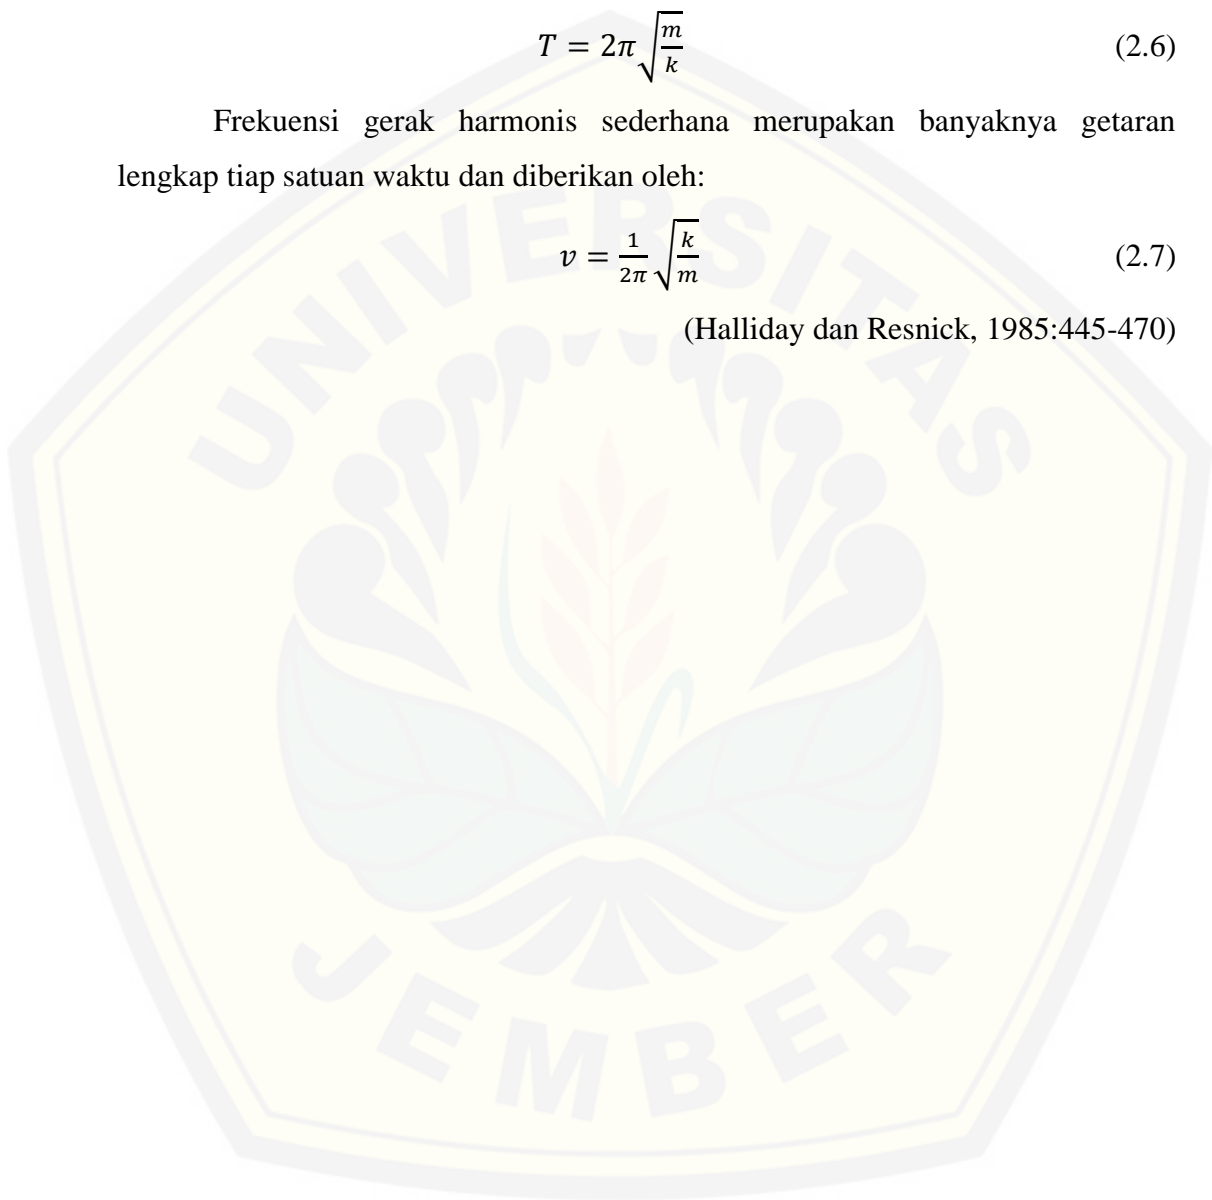 T = 2π√(m/k) (2.6)
Frekuensi gerak harmonis sederhana merupakan banyaknya getaran
lengkap tiap satuan waktu dan diberikan oleh:
v = 1/2π √(k/m) (2.7)
(Halliday dan Resnick, 1985:445-470)
UNIVERSITAS
JEMBER